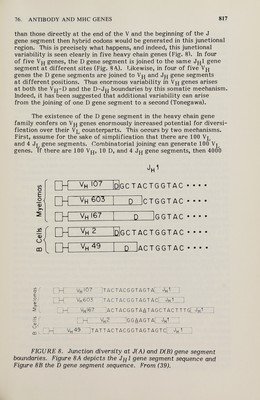 76. ANTIBODY AND MHC GENES 817
than those directly at the end of the V and the beginning of the J
gene segment then hybrid codons would be generated in this junctional
region. This is precisely what happens, and indeed, this junctional
variability is seen clearly in five heavy chain genes (Fig. 8). In four
of five VH genes, the D gene segment is joined to the same JH1 gene
segment at different sites (Fig. 8A). Likewise, in four of five VH
genes the D gene segments are joined to VH and JH gene segments
at different positions. Thus enormous variability in VH genes arises
at both the VH-D and the D-JH boundaries by this somatic mechanism.
Indeed, it has been suggested that additional variability can arise
from the joining of one D gene segment to a second (Tonegawa).
The existence of the D gene segment in the heavy chain gene
family confers on VH genes enormously increased potential for diversi-
fication over their VL counterparts. This occurs by two mechanisms.
First, assume for the sake of simplification that there are 100 VL
and 4 JL gene segments. Combinatorial joining can generate 400 VL
genes. If there are 100 VH, 10 D, and 4 JH gene segments, then 4000
JH1
Myelomas
VH 107 D GCTACTGGTAC ••••
VH 603 D CTGGTAC ••••
VH 167 D GGTAC ••••
B Cells
VH 2 D GCTACTGGTAC ••••
VH 49 D ACTGGTAC ••••
Myelomas
VH107 TACTACGGTAGTA JH1
VH603 TACTACGGTAGTAC JH1
VH167 ACTACGGTAATAGCTACTTTG JH1
B Cells
VH2 GGAAGTA JH1
VH49 TATTACTACGGTAGTAGTC JH1
FIGURE 8. Junction diversity at J(A) and D(B) gene segment
boundaries. Figure 8A depicts the JH1 gene segment sequence and
Figure 8B the D gene segment sequence. From (39).